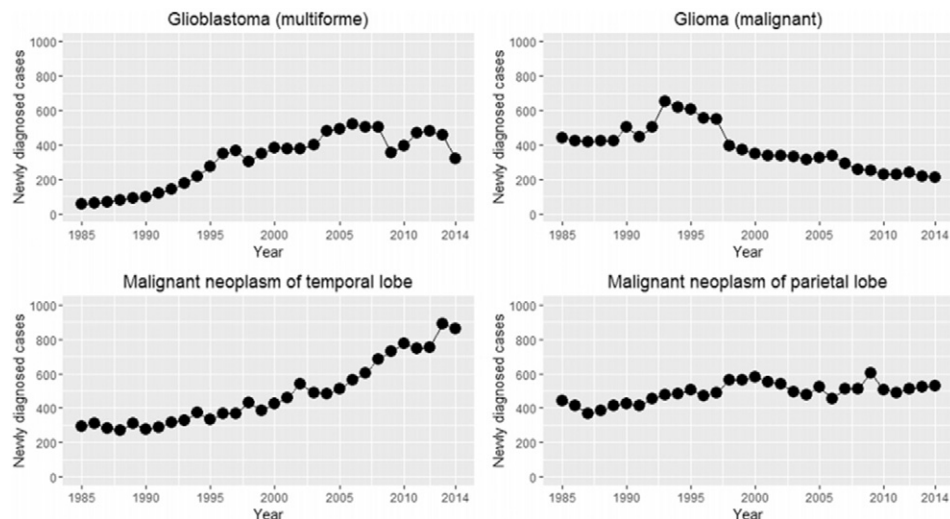 Glioblastoma (multiforme)
Newly diagnosed cases
1000
800
600
400
200
0
1985 1990 1995 2000 2005 2010 2014
Year
Glioma (malignant)
Newly diagnosed cases
1000
800
600
400
200
0
1985 1990 1995 2000 2005 2010 2014
Year
Malignant neoplasm of temporal lobe
Newly diagnosed cases
1000
800
600
400
200
0
1985 1990 1995 2000 2005 2010 2014
Year
Malignant neoplasm of parietal lobe
Newly diagnosed cases
1000
800
600
400
200
0
1985 1990 1995 2000 2005 2010 2014
Year